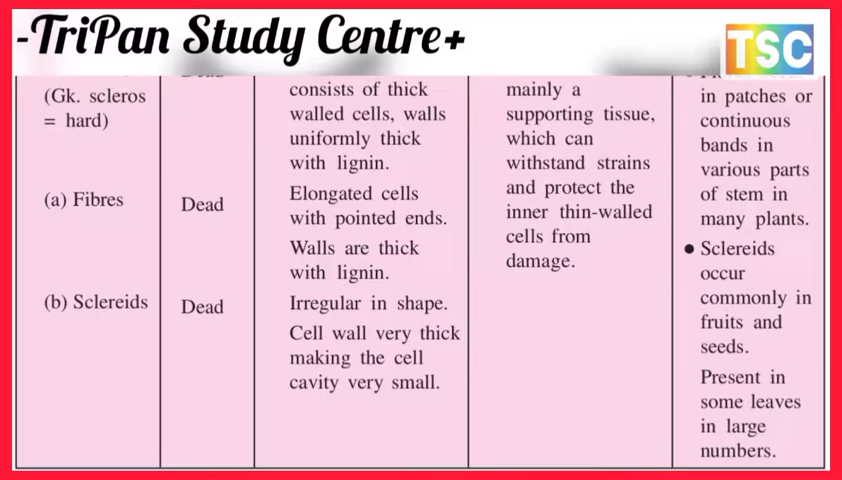 -TriPan Study Centre+
TSC
(Gk. scleros
= hard)
(a) Fibres
(b) Sclereids
Dead
Dead
consists of thick
walled cells, walls
uniformly thick
with lignin.
Elongated cells
with pointed ends.
Walls are thick
with lignin.
Irregular in shape.
Cell wall very thick
making the cell
cavity very small.
mainly a
supporting tissue,
which can
withstand strains
and protect the
inner thin-walled
cells from
damage.
in patches or
continuous
bands in
various parts
of stem in
many plants.
● Sclereids
occur
commonly in
fruits and
seeds.
Present in
some leaves
in large
numbers.